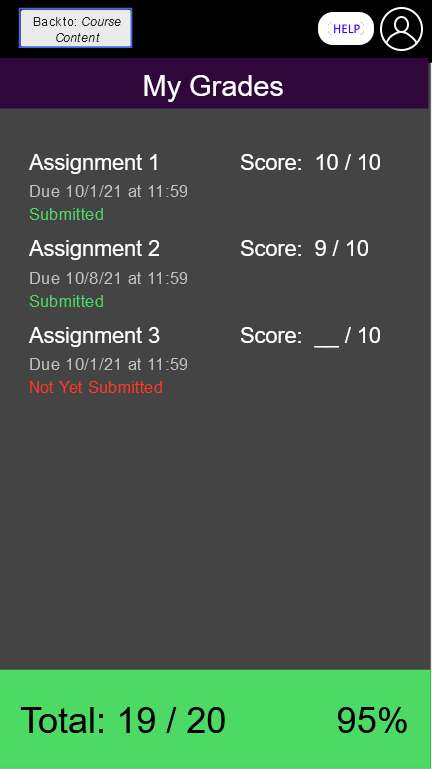 Backto: Course
Content
HELP
My Grades
Assignment 1 Score: 10 / 10
Due 10/1/21 at 11:59
Submitted
Assignment 2 Score: 9 / 10
Due 10/8/21 at 11:59
Submitted
Assignment 3 Score: __ / 10
Due 10/1/21 at 11:59
Not Yet Submitted
Total: 19 / 20 95%